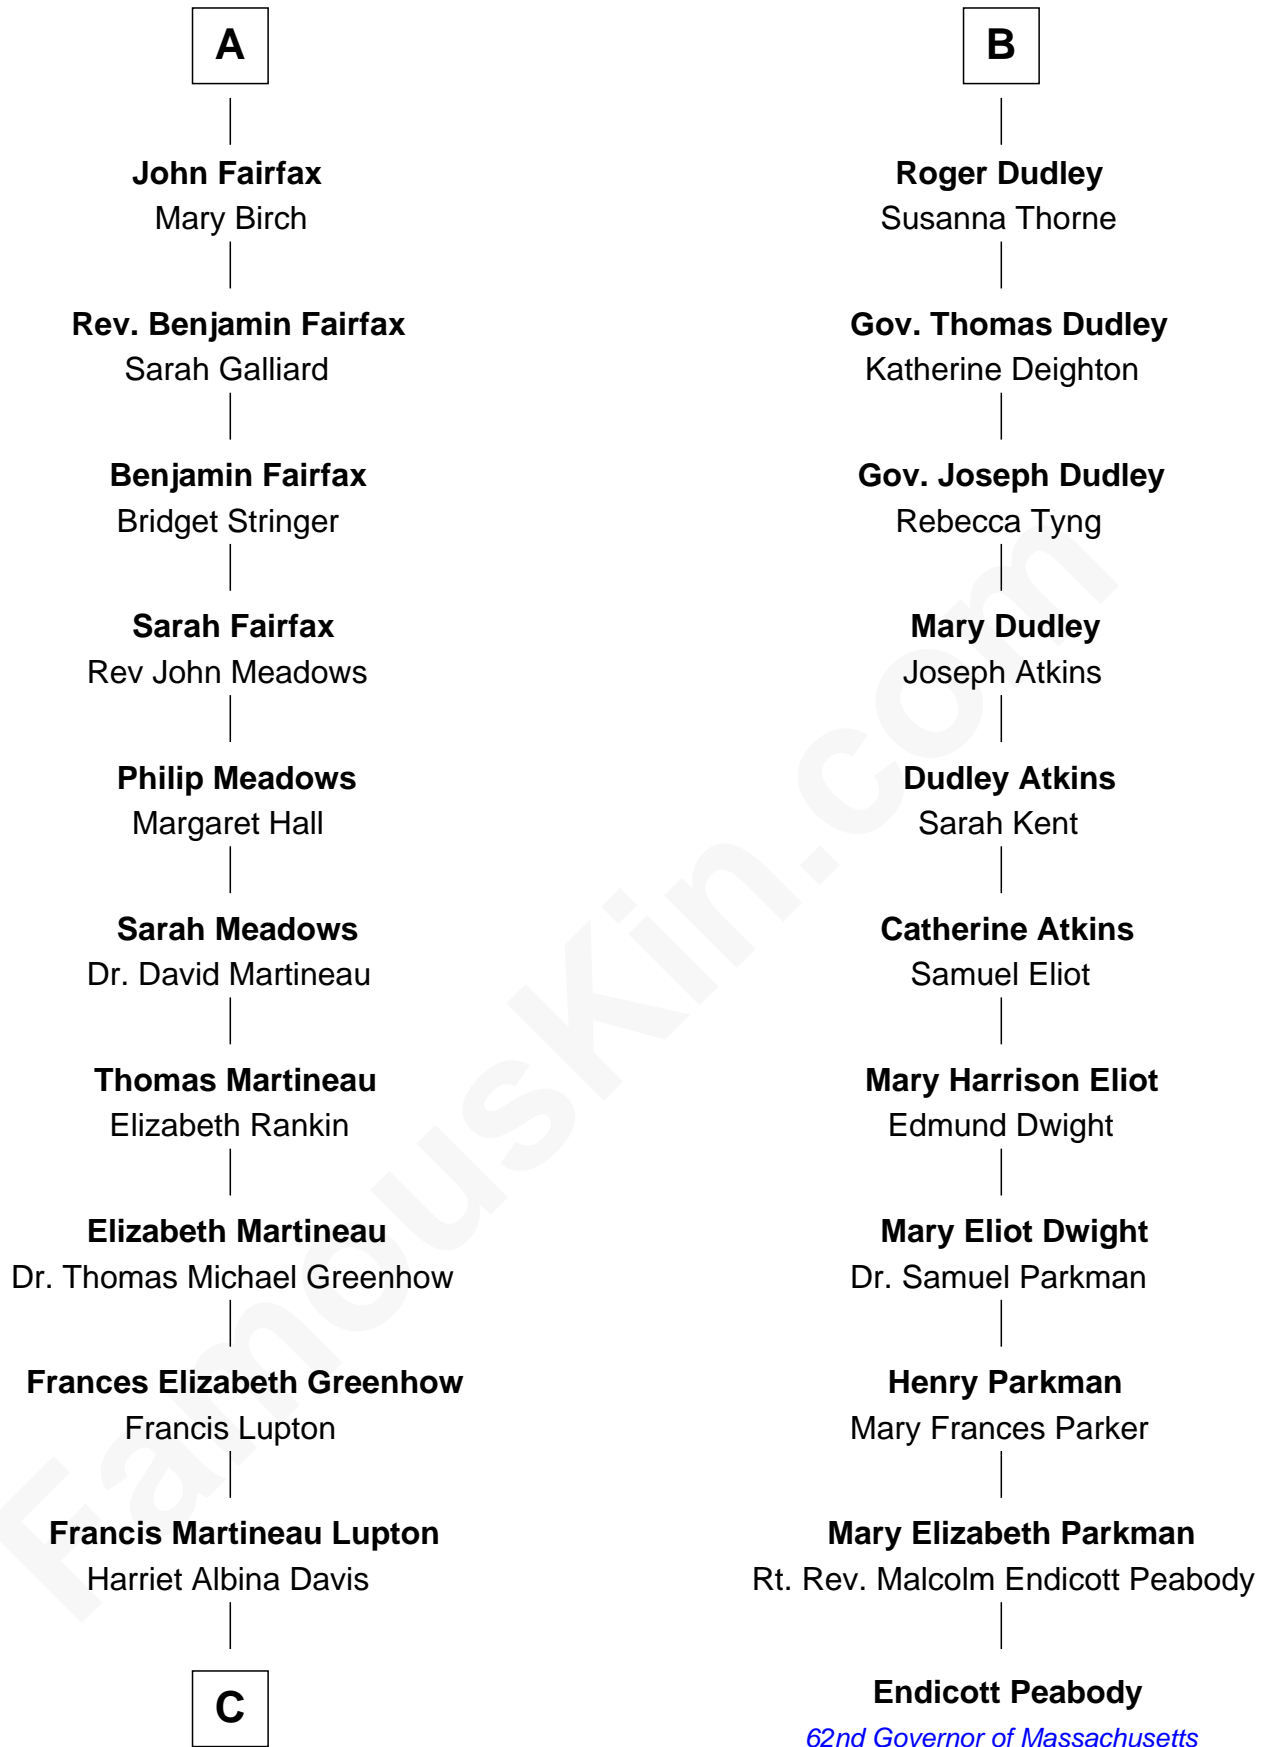 A
John Fairfax
Mary Birch
Rev. Benjamin Fairfax
Sarah Galliard
Benjamin Fairfax
Bridget Stringer
Sarah Fairfax
Rev John Meadows
Philip Meadows
Margaret Hall
Sarah Meadows
Dr. David Martineau
Thomas Martineau
Elizabeth Rankin
Elizabeth Martineau
Dr. Thomas Michael Greenhow
Frances Elizabeth Greenhow
Francis Lupton
Francis Martineau Lupton
Harriet Albina Davis
C
B
Roger Dudley
Susanna Thorne
Gov. Thomas Dudley
Katherine Deighton
Gov. Joseph Dudley
Rebecca Tyng
Mary Dudley
Joseph Atkins
Dudley Atkins
Sarah Kent
Catherine Atkins
Samuel Eliot
Mary Harrison Eliot
Edmund Dwight
Mary Eliot Dwight
Dr. Samuel Parkman
Henry Parkman
Mary Frances Parker
Mary Elizabeth Parkman
Rt. Rev. Malcolm Endicott Peabody
Endicott Peabody
62nd Governor of Massachusetts
FamousKin.com